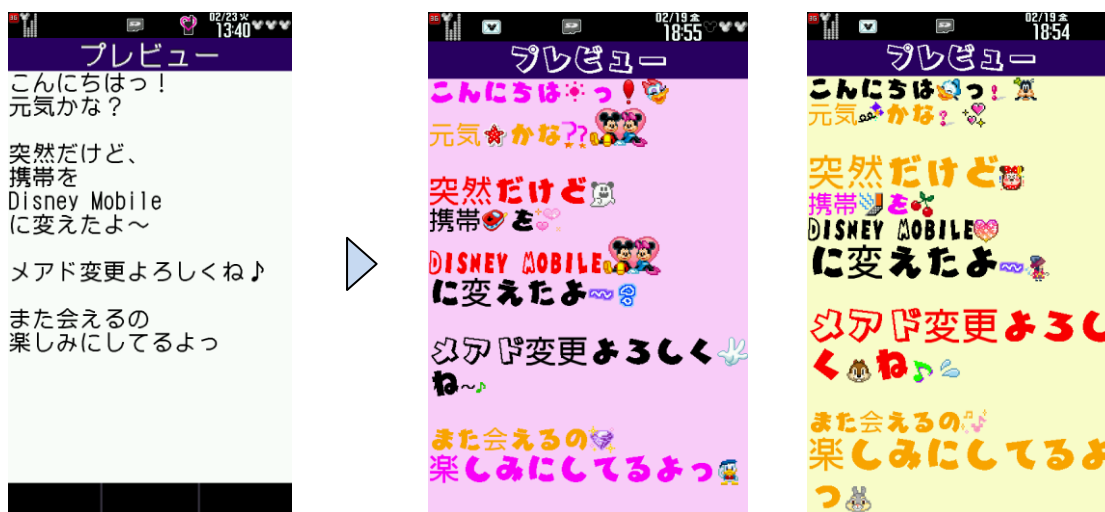 3G
02/23 火
13:40
プレビュー
こんにちはっ！
元気かな？
突然だけど、
携帯を
Disney Mobile
に変えたよ～
メアド変更よろしくね♪
また会えるの
楽しみにしてるよっ
3G
02/19 金
18:55
プレビュー
こんにちはっ！
元気かな??
突然だけど
携帯を
DISNEY MOBILE
に変えたよ～
メアド変更よろしく
ね～♪
また会えるの
楽しみにしてるよっ
3G
02/19 金
18:54
プレビュー
こんにちはっ！
元気かな？
突然だけど
携帯を
DISNEY MOBILE
に変えたよ～
メアド変更よろし
くね♪
また会えるの
楽しみにしてるよ
っ